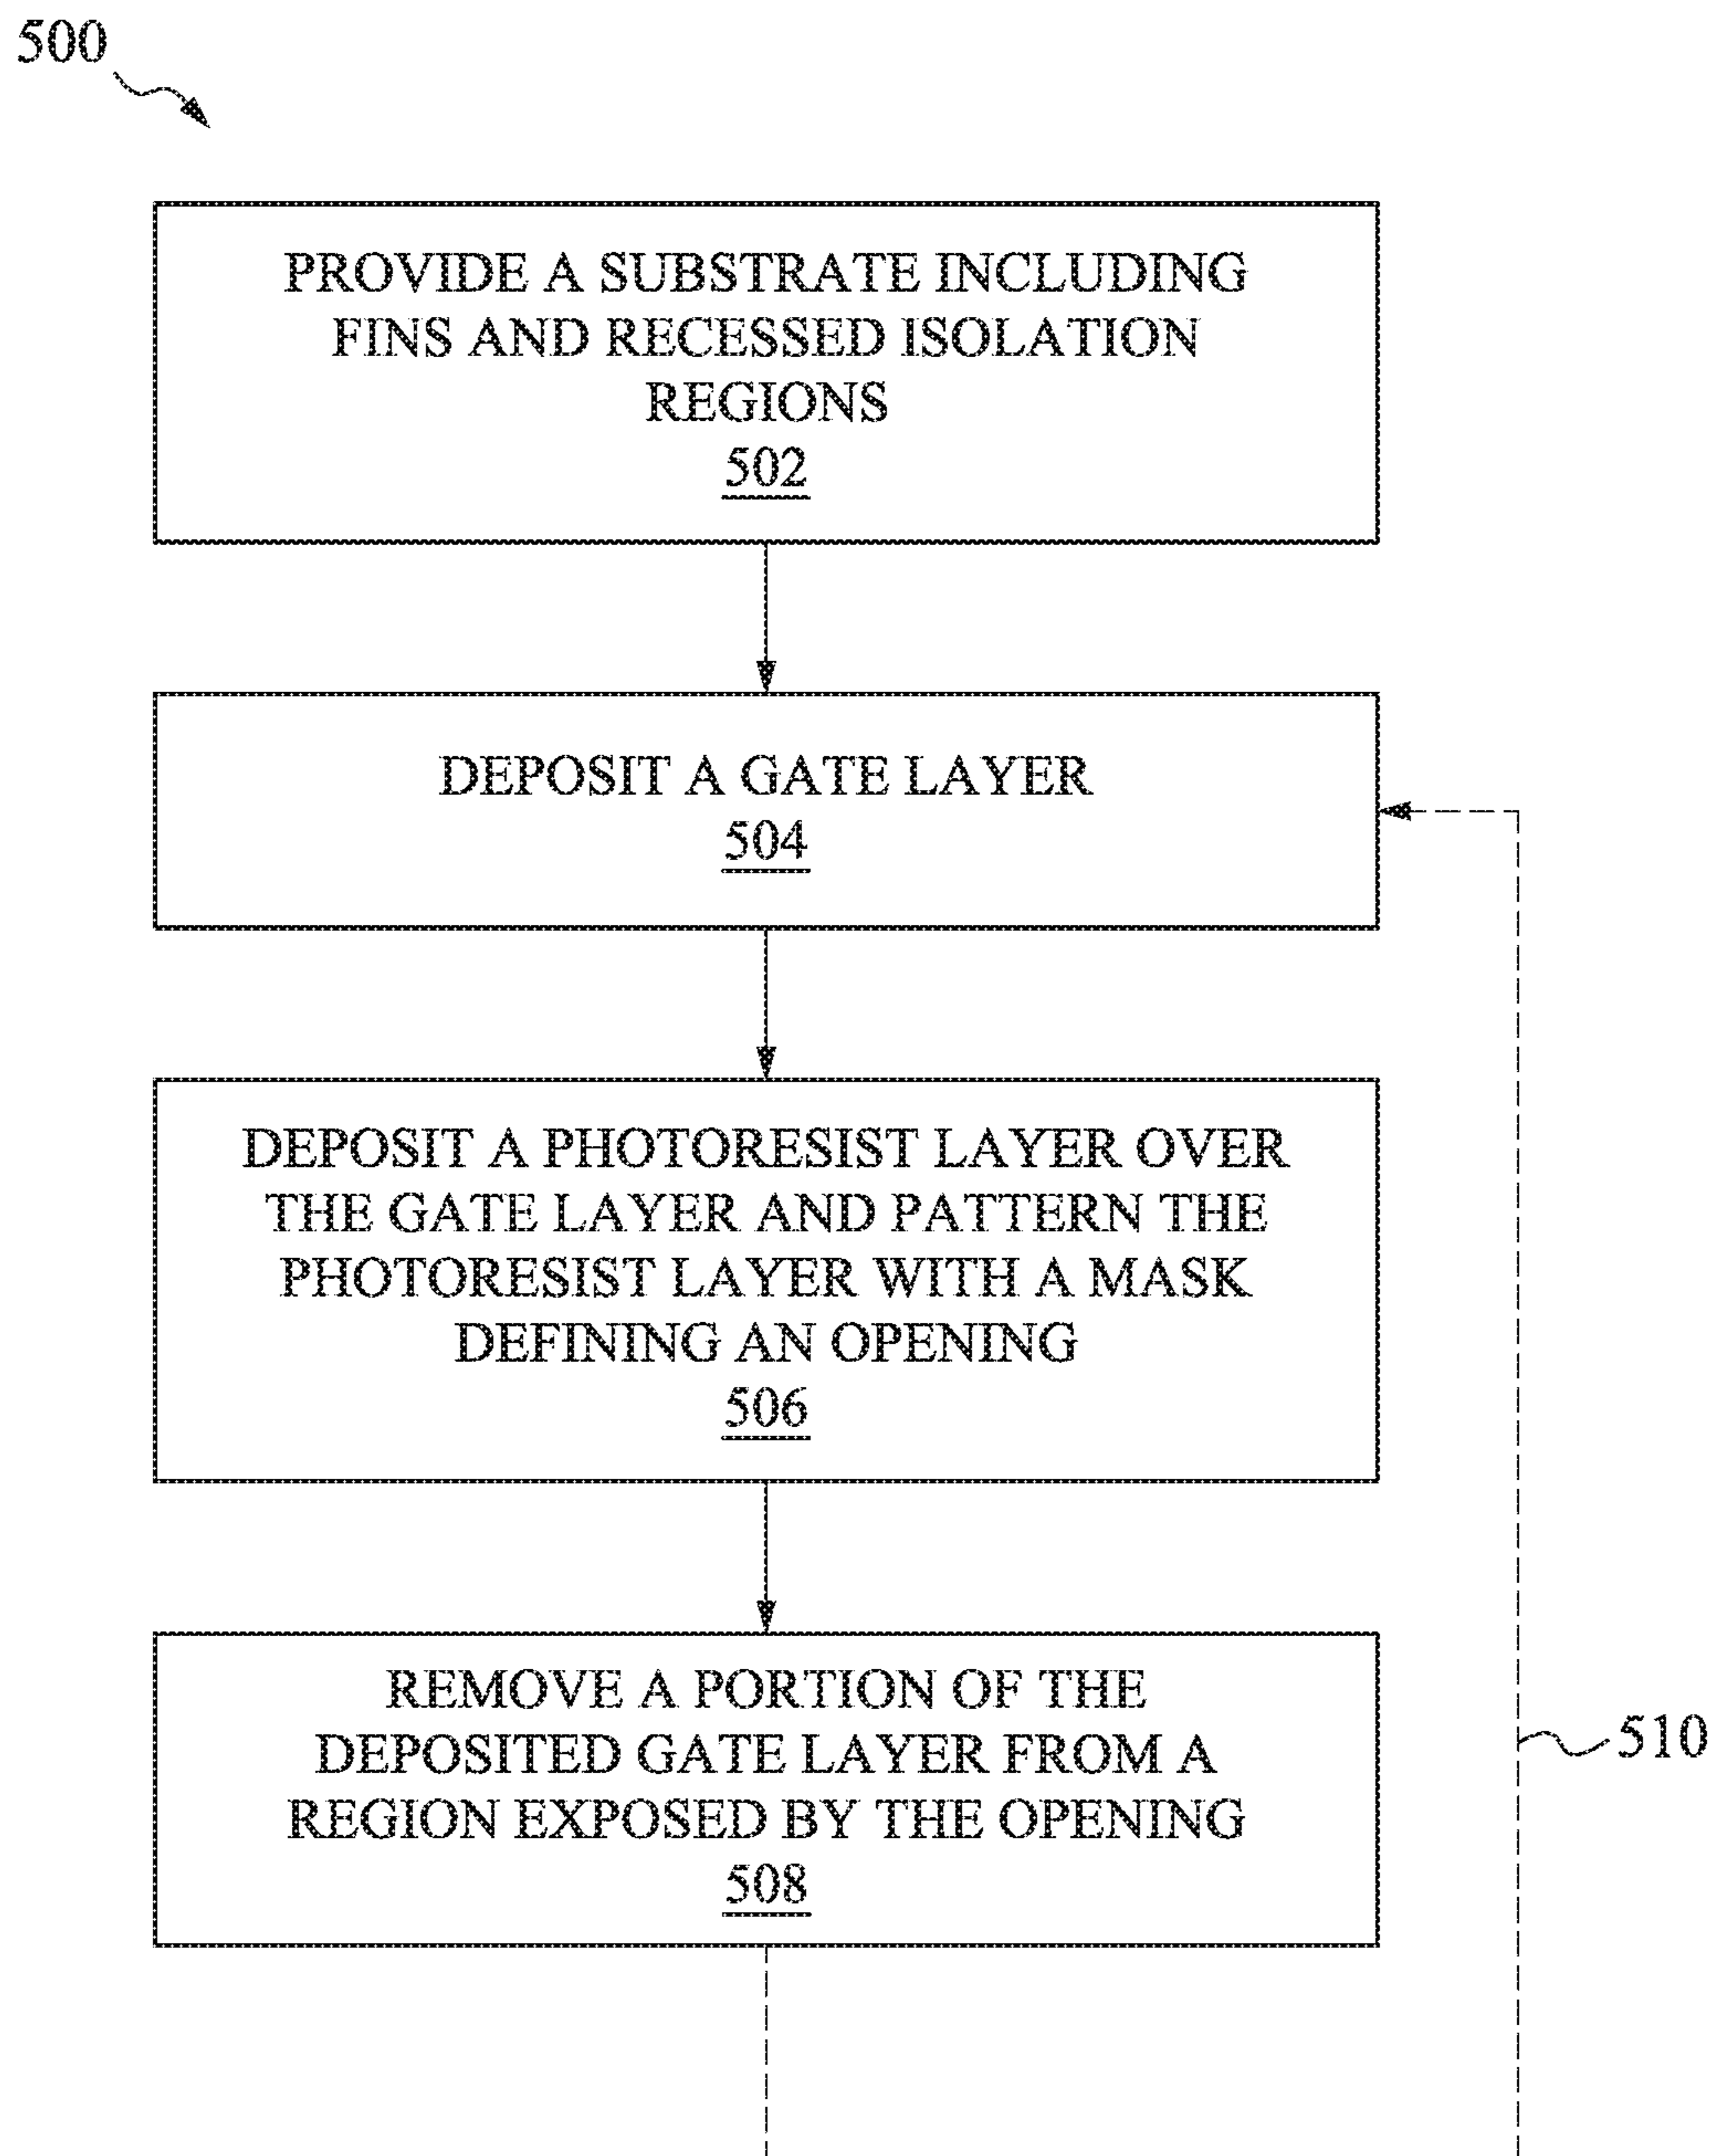 500
PROVIDE A SUBSTRATE INCLUDING
FINS AND RECESSED ISOLATION
REGIONS
502
DEPOSIT A GATE LAYER
504
DEPOSIT A PHOTORESIST LAYER OVER
THE GATE LAYER AND PATTERN THE
PHOTORESIST LAYER WITH A MASK
DEFINING AN OPENING
506
REMOVE A PORTION OF THE
DEPOSITED GATE LAYER FROM A
REGION EXPOSED BY THE OPENING
508
510